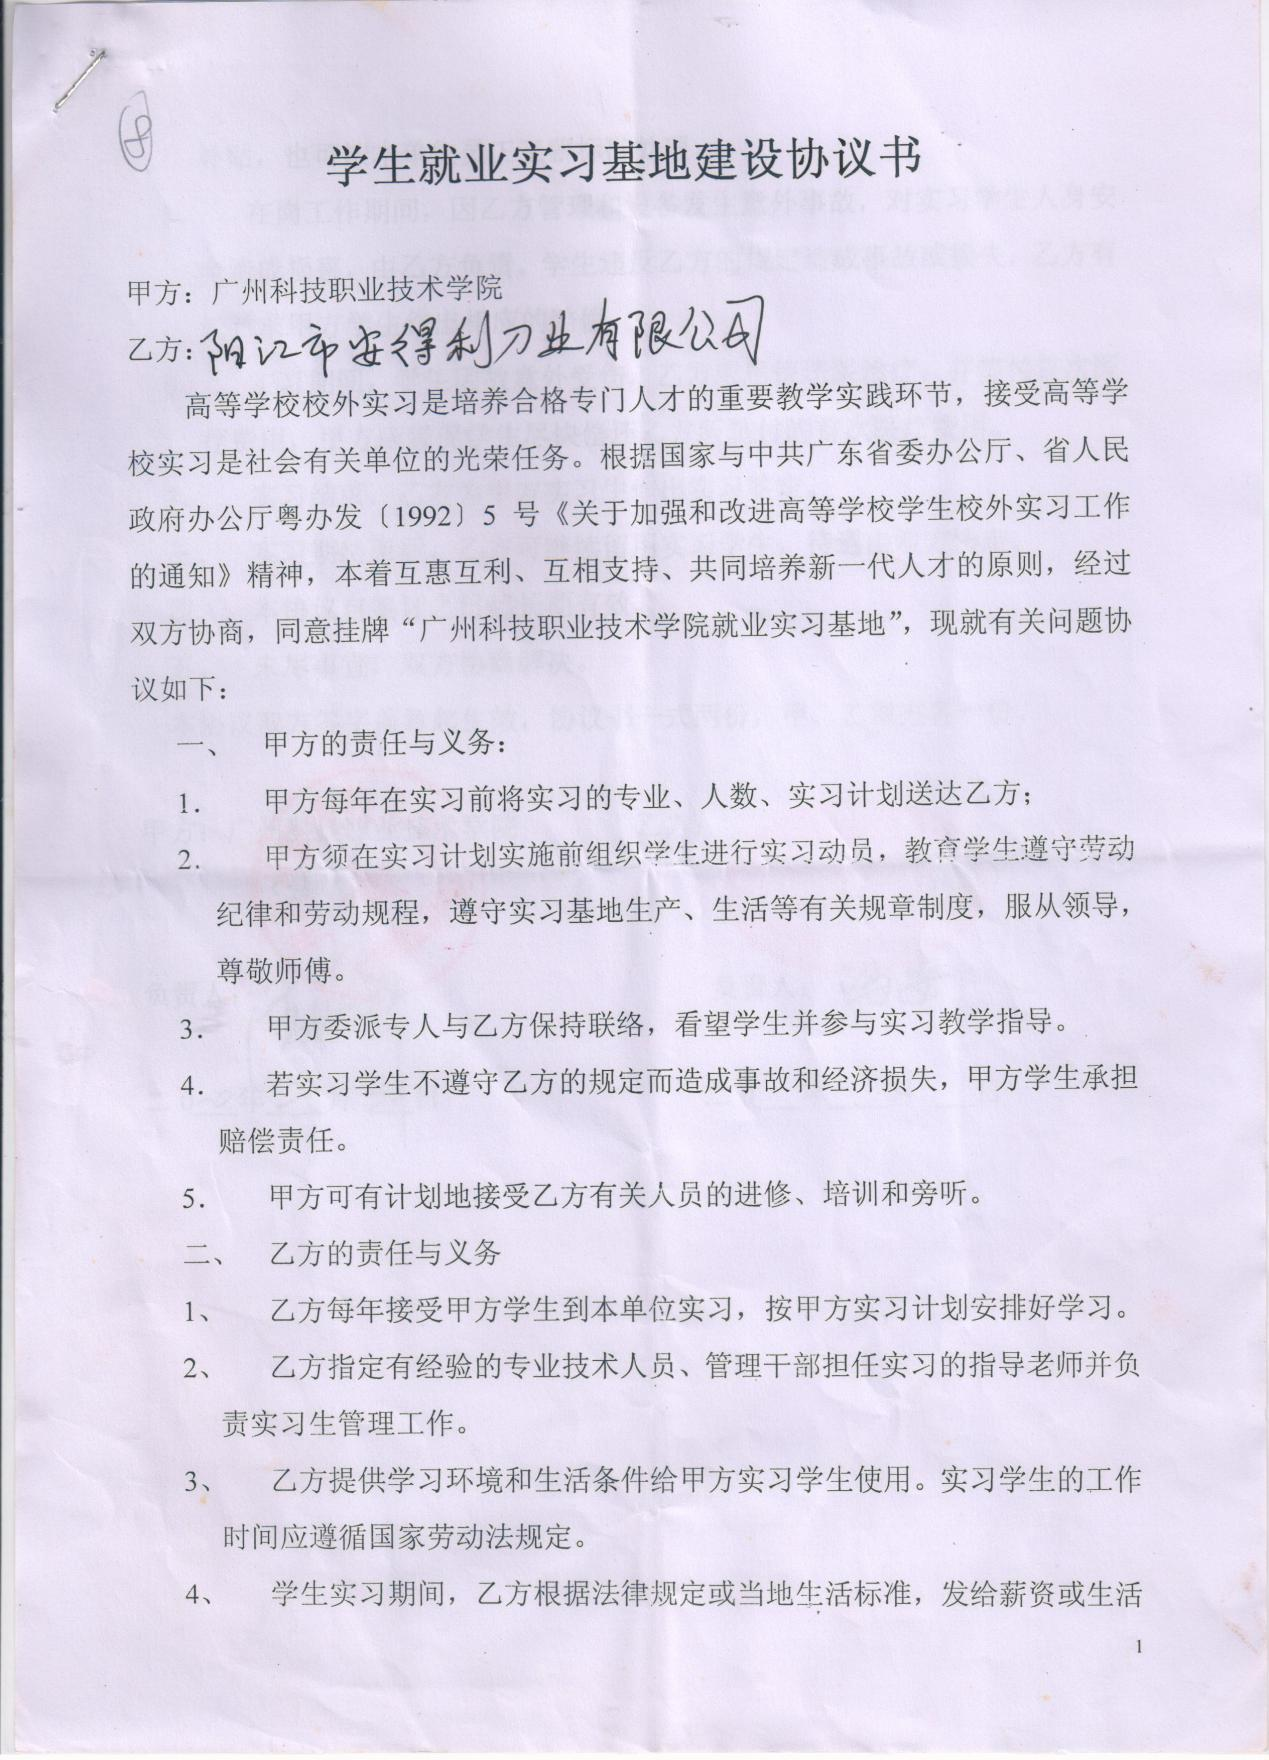 ⑧
学生就业实习基地建设协议书
甲方：广州科技职业技术学院
乙方：阳江市安得利刀业有限公司
高等学校校外实习是培养合格专门人才的重要教学实践环节，接受高等学
校实习是社会有关单位的光荣任务。根据国家与中共广东省委办公厅、省人民
政府办公厅粤办发〔1992〕5 号《关于加强和改进高等学校学生校外实习工作
的通知》精神，本着互惠互利、互相支持、共同培养新一代人才的原则，经过
双方协商，同意挂牌“广州科技职业技术学院就业实习基地”，现就有关问题协
议如下：
一、 甲方的责任与义务：
1. 甲方每年在实习前将实习的专业、人数、实习计划送达乙方；
2. 甲方须在实习计划实施前组织学生进行实习动员，教育学生遵守劳动
纪律和劳动规程，遵守实习基地生产、生活等有关规章制度，服从领导，
尊敬师傅。
3. 甲方委派专人与乙方保持联络，看望学生并参与实习教学指导。
4. 若实习学生不遵守乙方的规定而造成事故和经济损失，甲方学生承担
赔偿责任。
5. 甲方可有计划地接受乙方有关人员的进修、培训和旁听。
二、 乙方的责任与义务
1、 乙方每年接受甲方学生到本单位实习，按甲方实习计划安排好学习。
2、 乙方指定有经验的专业技术人员、管理干部担任实习的指导老师并负
责实习生管理工作。
3、 乙方提供学习环境和生活条件给甲方实习学生使用。实习学生的工作
时间应遵循国家劳动法规定。
4、 学生实习期间，乙方根据法律规定或当地生活标准，发给薪资或生活
1